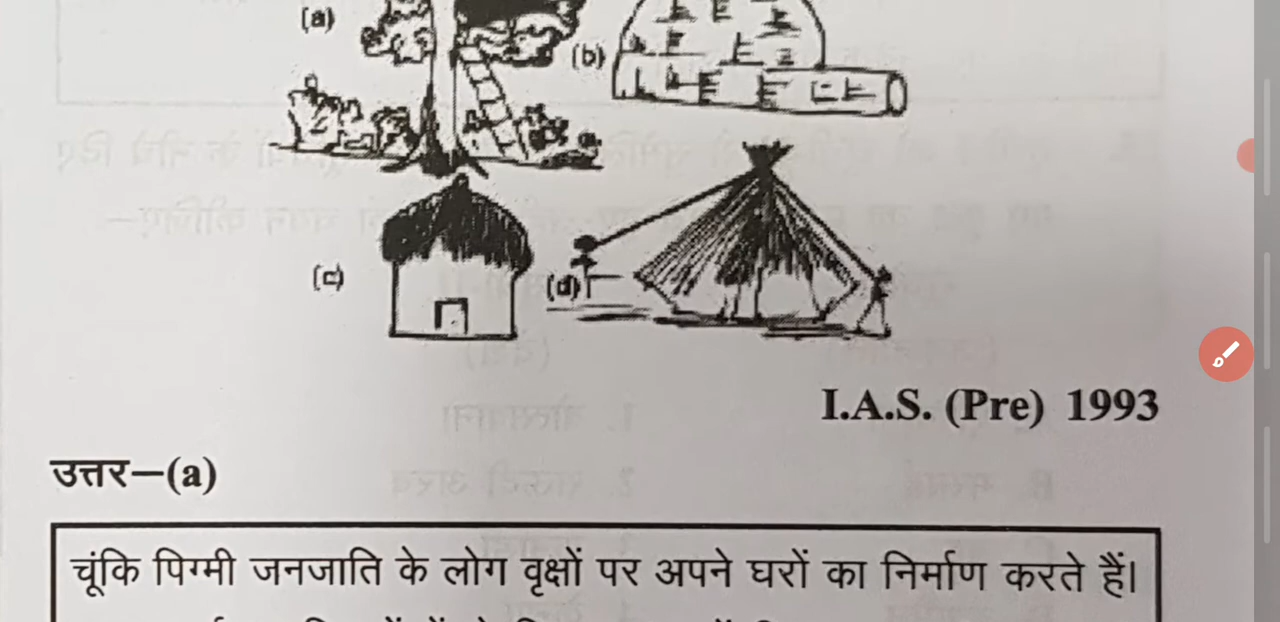 (a)
(b)
(c)
(d)
I.A.S. (Pre) 1993
उत्तर–(a)
चूंकि पिग्मी जनजाति के लोग वृक्षों पर अपने घरों का निर्माण करते हैं।